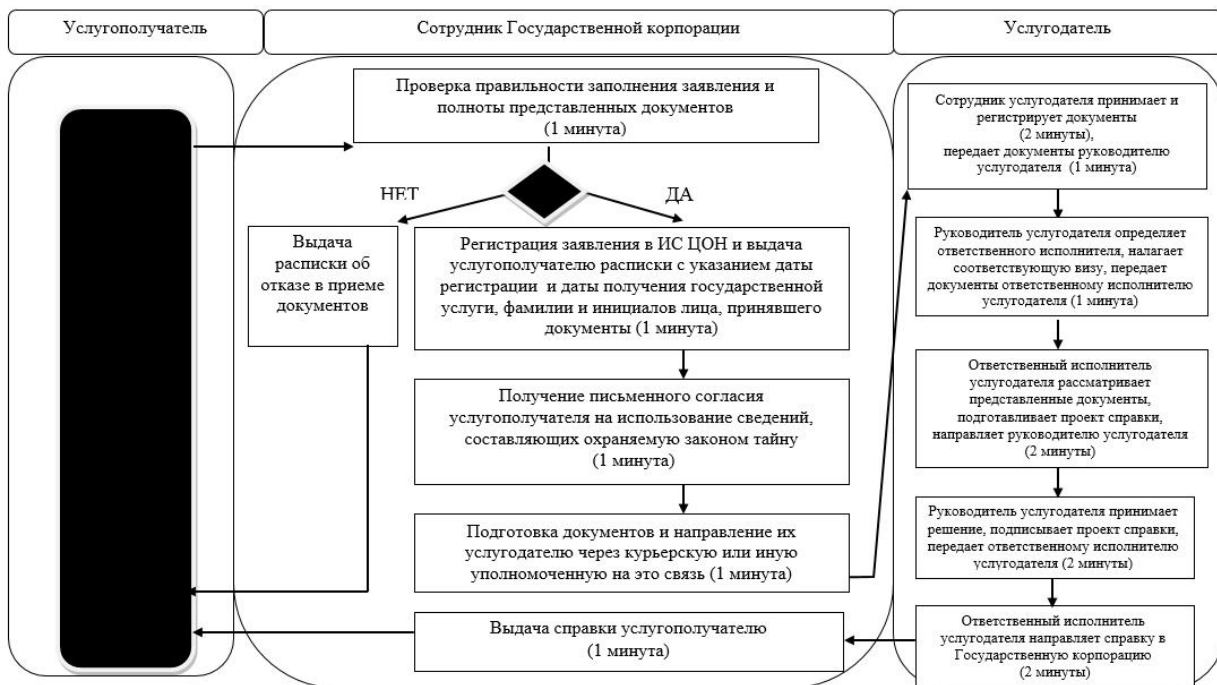 Услугополучатель
Сотрудник Государственной корпорации
Услугодатель
Проверка правильности заполнения заявления и
полноты представленных документов
(1 минута)
НЕТ
ДА
Выдача
расписки об
отказе в приеме
документов
Регистрация заявления в ИС ЦОН и выдача
услугополучателю расписки с указанием даты
регистрации и даты получения государственной
услуги, фамилии и инициалов лица, принявшего
документы (1 минута)
Получение письменного согласия
услугополучателя на использование сведений,
составляющих охраняемую законом тайну
(1 минута)
Подготовка документов и направление их
услугодателю через курьерскую или иную
уполномоченную на это связь (1 минута)
Выдача справки услугополучателю
(1 минута)
Сотрудник услугодателя принимает и
регистрирует документы
(2 минуты),
передает документы руководителю
услугодателя (1 минута)
Руководитель услугодателя определяет
ответственного исполнителя, налагает
соответствующую визу, передает
документы ответственному исполнителю
услугодателя (1 минута)
Ответственный исполнитель
услугодателя рассматривает
представленные документы,
подготавливает проект справки,
направляет руководителю услугодателя
(2 минуты)
Руководитель услугодателя принимает
решение, подписывает проект справки,
передает ответственному исполнителю
услугодателя (2 минуты)
Ответственный исполнитель
услугодателя направляет справку в
Государственную корпорацию
(2 минуты)